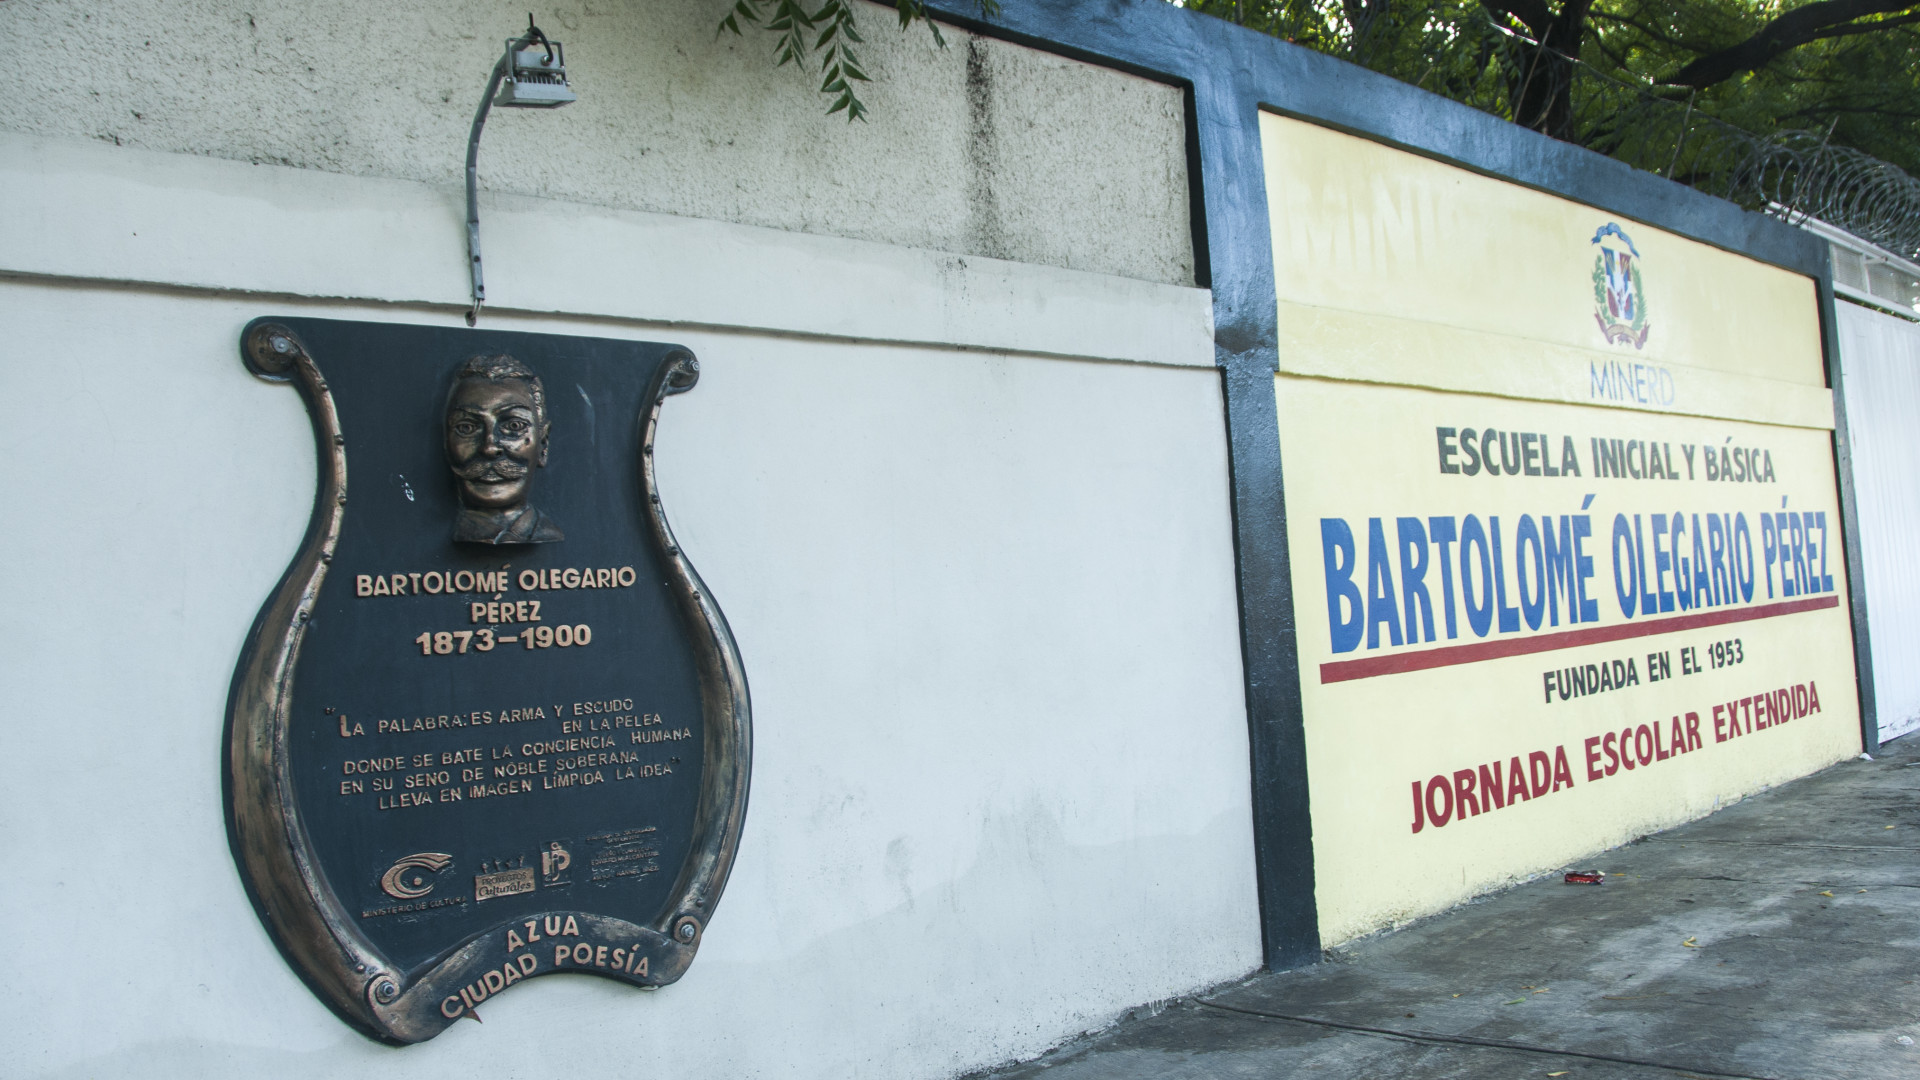 BARTOLOMÉ OLEGARIO
PÉREZ
1873-1900
"LA PALABRA: ES ARMA Y ESCUDO
EN LA PELEA
DONDE SE BATE LA CONCIENCIA HUMANA
EN SU SENO DE NOBLE SOBERANA
LLEVA EN IMAGEN LÍMPIDA LA IDEA"
MINISTERIO DE CULTURA
PROYECTOS
Culturales
AZUA
CIUDAD POESÍA
MINERD
ESCUELA INICIAL Y BÁSICA
BARTOLOMÉ OLEGARIO PÉREZ
FUNDADA EN EL 1953
JORNADA ESCOLAR EXTENDIDA